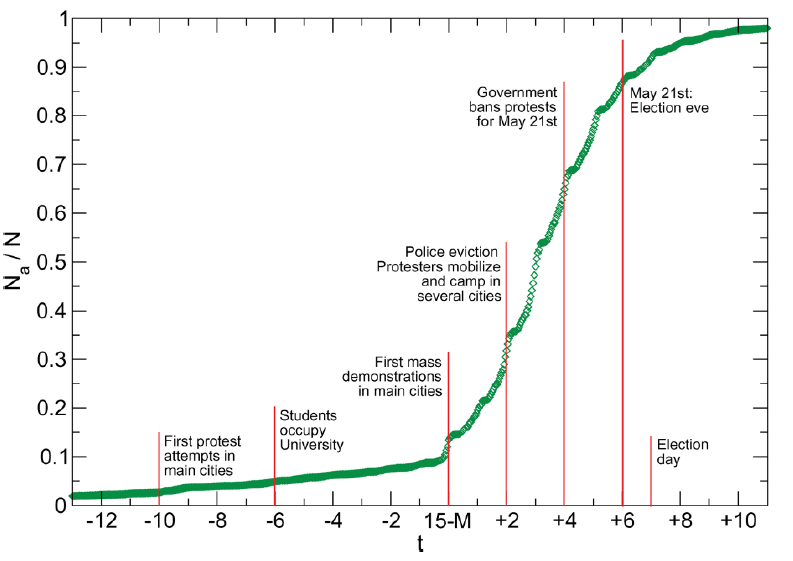 1
0.9
0.8
0.7
0.6
0.5
0.4
0.3
0.2
0.1
0
Na / N
Government
bans protests
for May 21st
May 21st:
Election eve
Police eviction
Protesters mobilize
and camp in
several cities
First mass
demonstrations
in main cities
Students
occupy
University
First protest
attempts in
main cities
Election
day
-12 -10 -8 -6 -4 -2 15-M +2 +4 +6 +8 +10
t